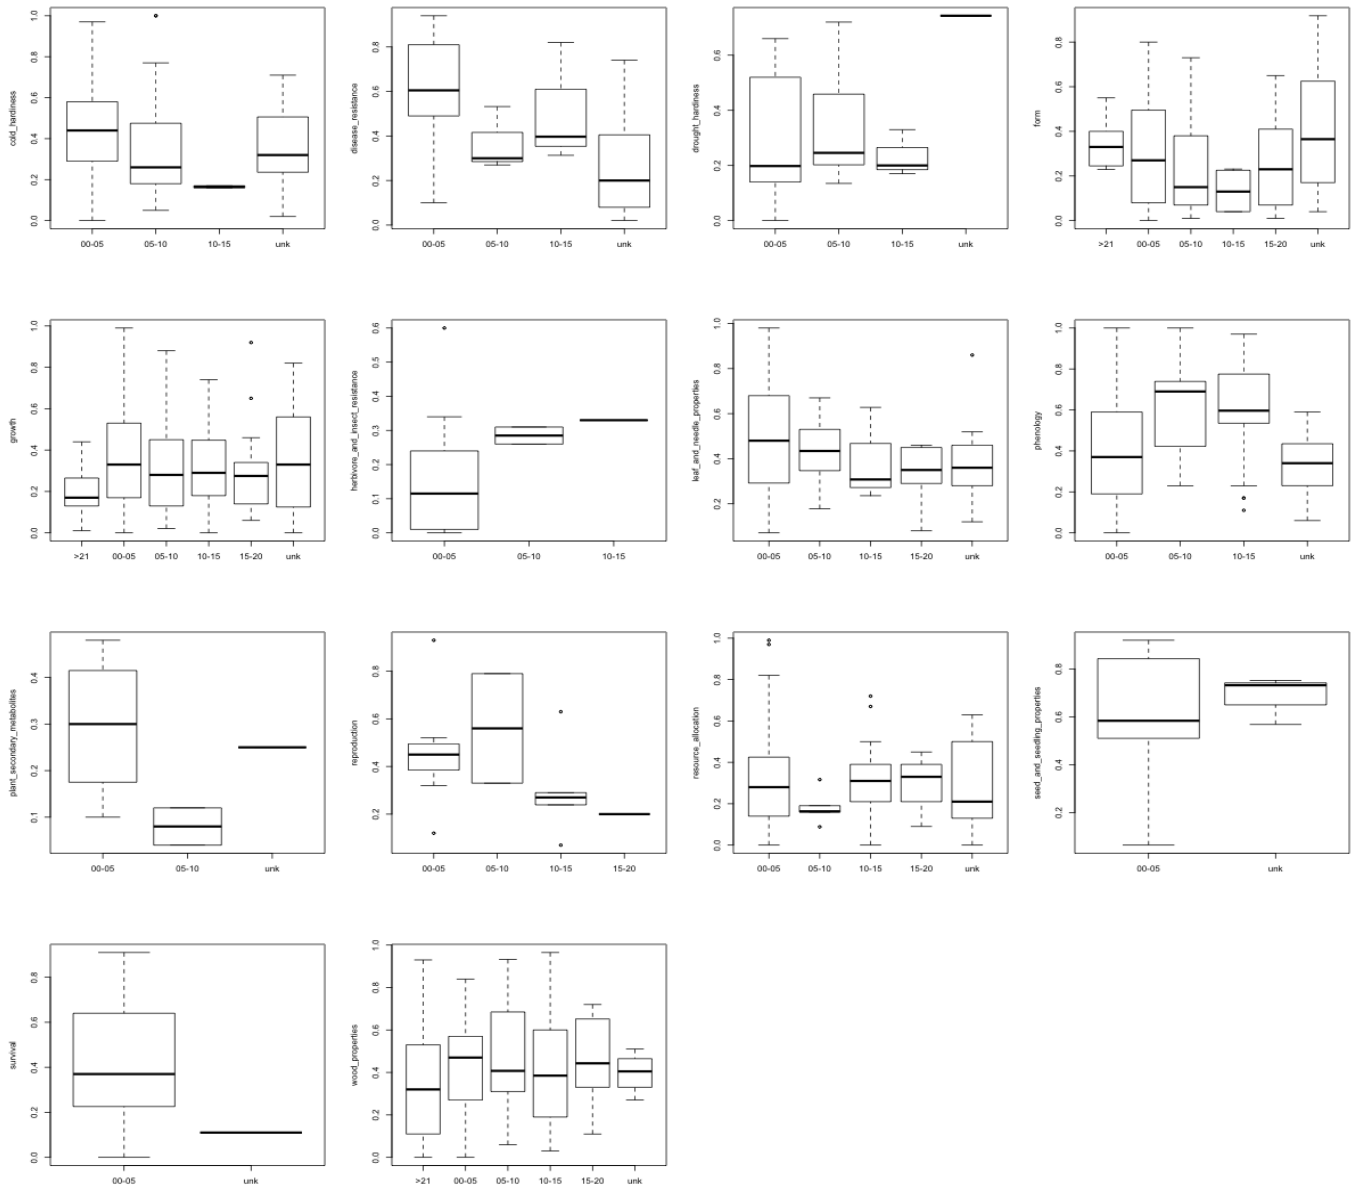 cold_hardiness
0.0 0.2 0.4 0.6 0.8 1.0
00-05 05-10 10-15 unk
disease_resistance
0.0 0.2 0.4 0.6 0.8
00-05 05-10 10-15 unk
drought_hardiness
0.0 0.2 0.4 0.6
00-05 05-10 10-15 unk
form
0.0 0.2 0.4 0.6 0.8
>21 00-05 05-10 10-15 15-20 unk
growth
0.0 0.2 0.4 0.6 0.8 1.0
>21 00-05 05-10 10-15 15-20 unk
herbivore_and_insect_resistance
0.0 0.1 0.2 0.3 0.4 0.5 0.6
00-05 05-10 10-15
leaf_and_needle_properties
0.2 0.4 0.6 0.8 1.0
00-05 05-10 10-15 15-20 unk
phenology
0.0 0.2 0.4 0.6 0.8 1.0
00-05 05-10 10-15 unk
plant_secondary_metabolites
0.1 0.2 0.3 0.4
00-05 05-10 unk
reproduction
0.2 0.4 0.6 0.8
00-05 05-10 10-15 15-20
resource_allocation
0.0 0.2 0.4 0.6 0.8 1.0
00-05 05-10 10-15 15-20 unk
seed_and_seedling_properties
0.2 0.4 0.6 0.8
00-05 unk
survival
0.0 0.2 0.4 0.6 0.8
00-05 unk
wood_properties
0.0 0.2 0.4 0.6 0.8 1.0
>21 00-05 05-10 10-15 15-20 unk